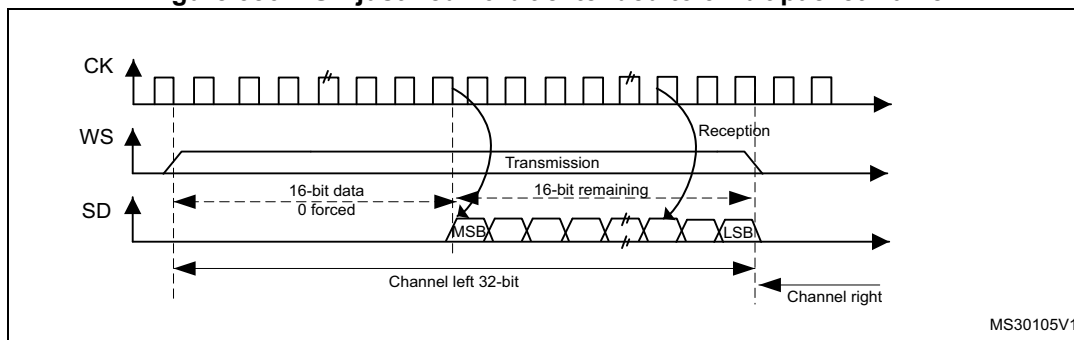 CK
Reception
WS
Transmission
16-bit data
16-bit remaining
0 forced
SD
MSB
LSB
Channel left 32-bit
Channel right
MS30105V1